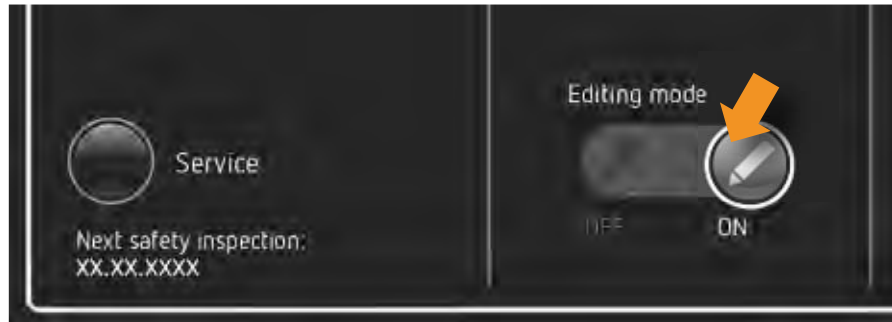 Service
Next safety inspection:
XX.XX.XXXX
Editing mode
OFF
ON